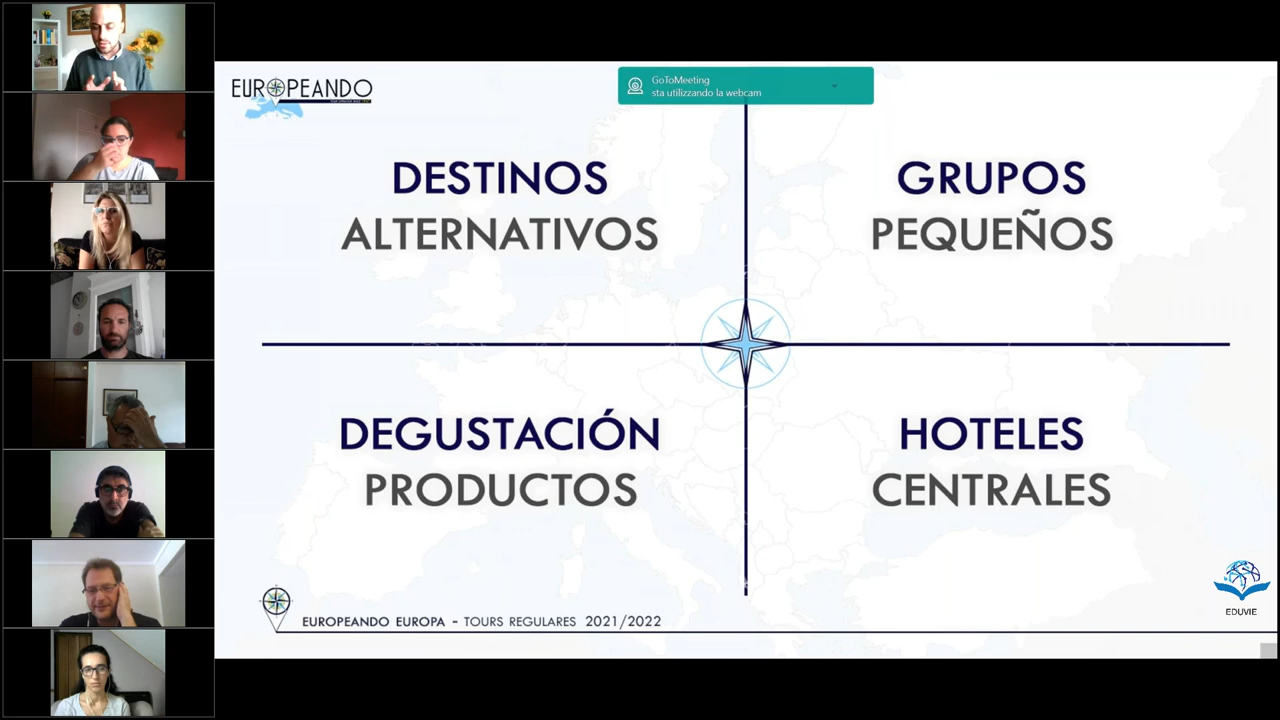 EUROPEANDO
GoToMeeting
sta utilizzando la webcam
DESTINOS
ALTERNATIVOS
GRUPOS
PEQUEÑOS
DEGUSTACIÓN
PRODUCTOS
HOTELES
CENTRALES
EUROPEANDO EUROPA - TOURS REGULARES 2021/2022
EDUVIE